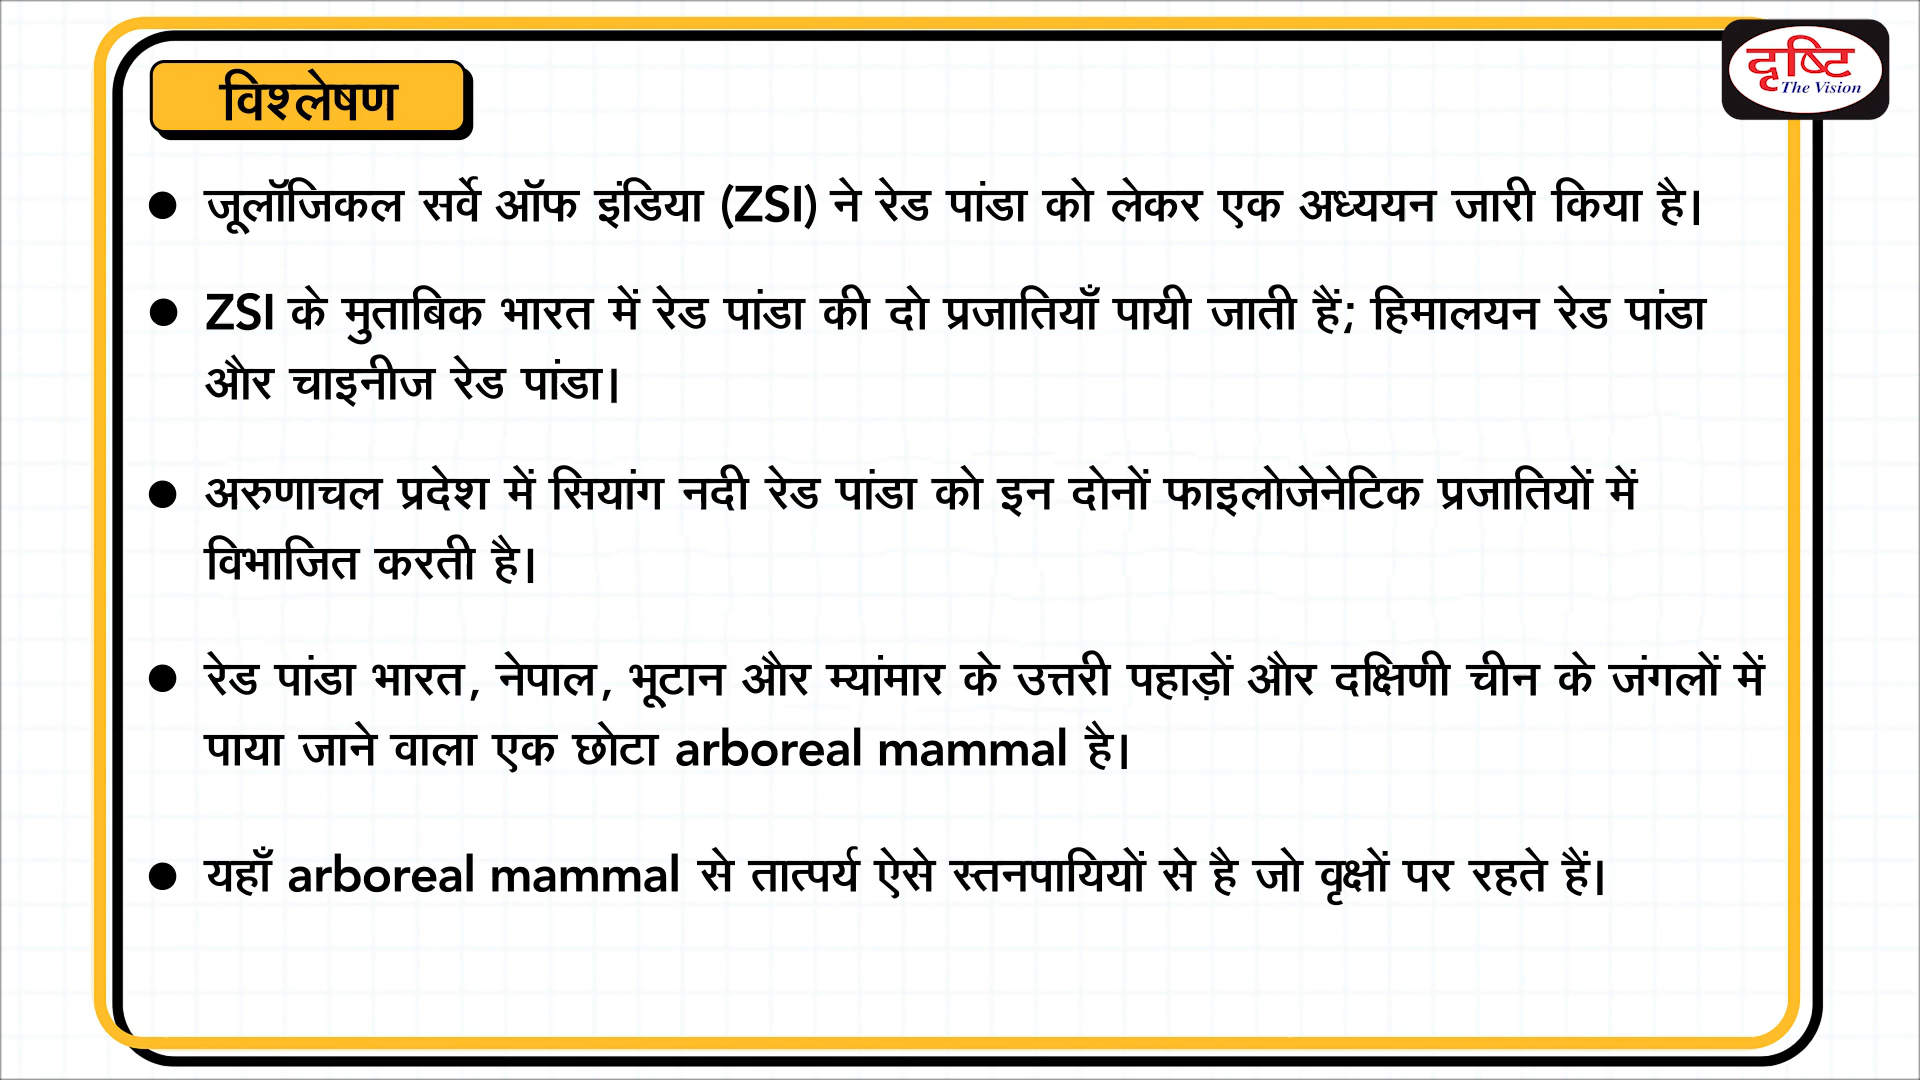 दृष्टि
The Vision
विश्लेषण
● जूलॉजिकल सर्वे ऑफ इंडिया (ZSI) ने रेड पांडा को लेकर एक अध्ययन जारी किया है।
● ZSI के मुताबिक भारत में रेड पांडा की दो प्रजातियाँ पायी जाती हैं; हिमालयन रेड पांडा
और चाइनीज रेड पांडा।
● अरुणाचल प्रदेश में सियांग नदी रेड पांडा को इन दोनों फाइलोजेनेटिक प्रजातियों में
विभाजित करती है।
● रेड पांडा भारत, नेपाल, भूटान और म्यांमार के उत्तरी पहाड़ों और दक्षिणी चीन के जंगलों में
पाया जाने वाला एक छोटा arboreal mammal है।
● यहाँ arboreal mammal से तात्पर्य ऐसे स्तनपायियों से है जो वृक्षों पर रहते हैं।